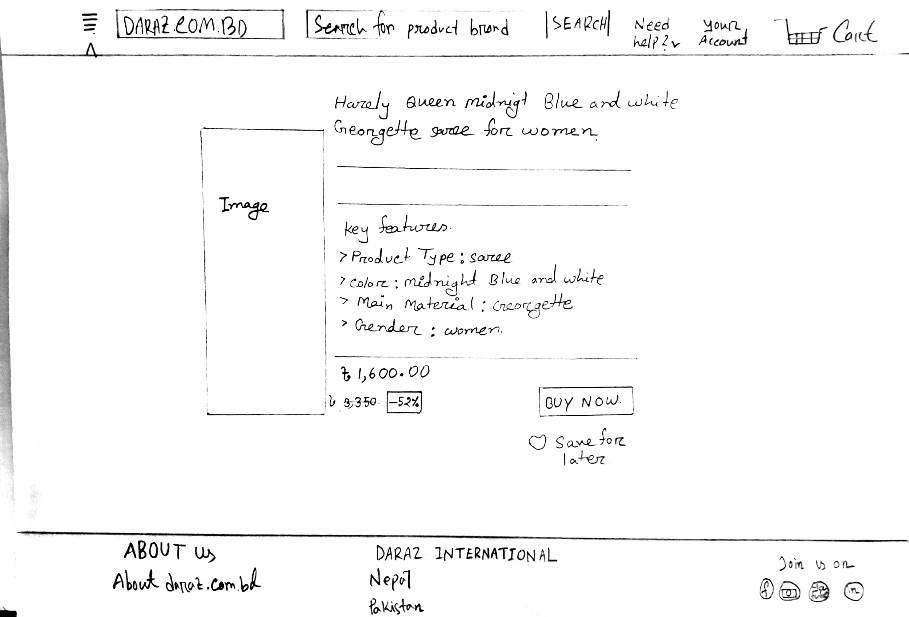 DARAZ.COM.BD
Search for product brand
SEARCH
Need
help?
Your
Account
Cart
Harely Queen midnigt Blue and white
Georgette saree for women
Image
key features.
> Product Type : saree
> color : midnight Blue and white
> Main Material : Georgette
> Gender : women.
৳ 1,600.00
৳ 3,350 -52%
BUY NOW.
Save for
later
ABOUT Us
About daraz.com.bd
DARAZ INTERNATIONAL
Nepal
Pakistan
Join us on
f
in